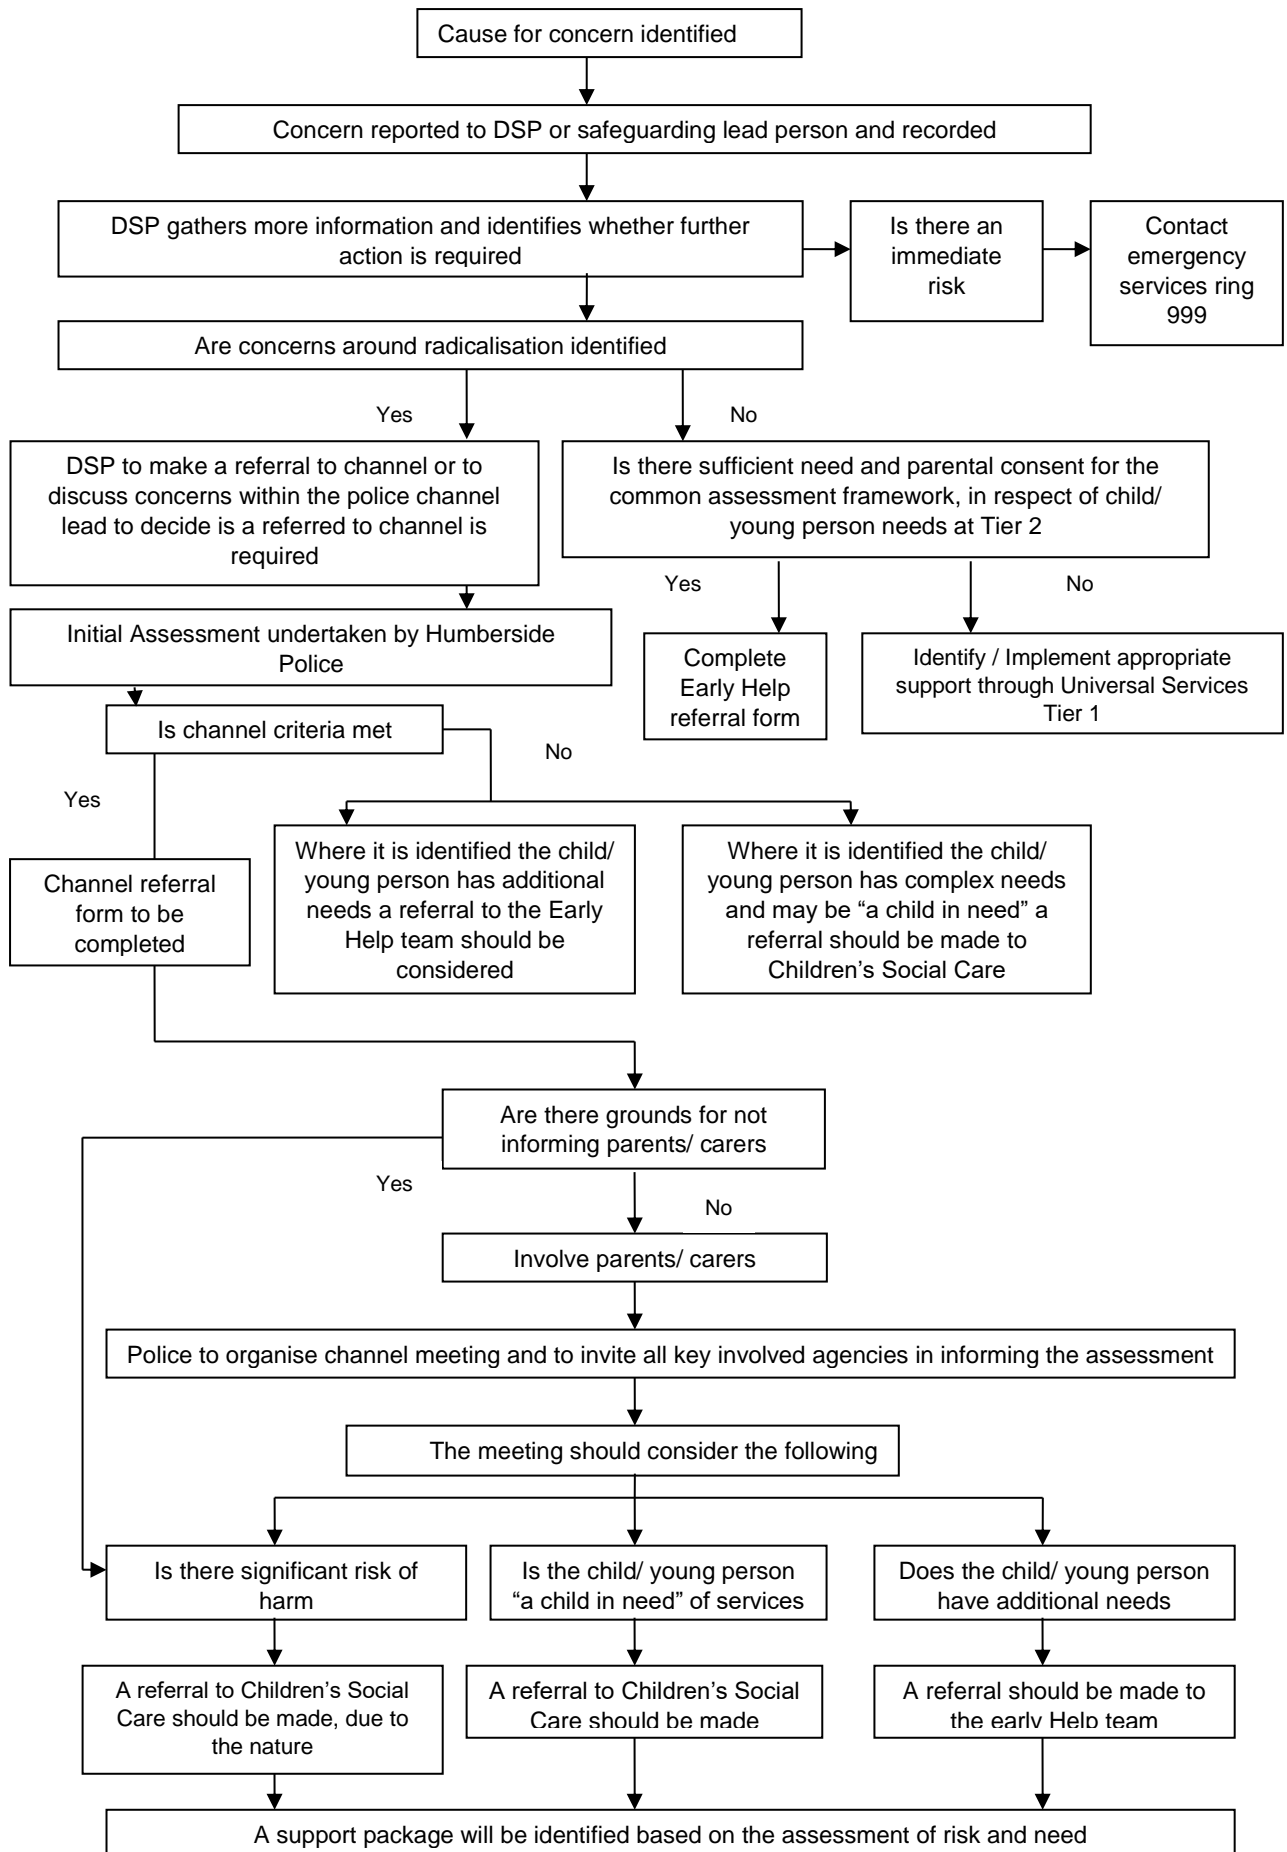 Cause for concern identified
Concern reported to DSP or safeguarding lead person and recorded
DSP gathers more information and identifies whether further
action is required
Is there an
immediate
risk
Contact
emergency
services ring
999
Are concerns around radicalisation identified
Yes
No
DSP to make a referral to channel or to
discuss concerns within the police channel
lead to decide is a referred to channel is
required
Is there sufficient need and parental consent for the
common assessment framework, in respect of child/
young person needs at Tier 2
Yes
No
Initial Assessment undertaken by Humberside
Police
Complete
Early Help
referral form
Identify / Implement appropriate
support through Universal Services
Tier 1
Is channel criteria met
No
Yes
Channel referral
form to be
completed
Where it is identified the child/
young person has additional
needs a referral to the Early
Help team should be
considered
Where it is identified the child/
young person has complex needs
and may be “a child in need” a
referral should be made to
Children’s Social Care
Are there grounds for not
informing parents/ carers
Yes
No
Involve parents/ carers
Police to organise channel meeting and to invite all key involved agencies in informing the assessment
The meeting should consider the following
Is there significant risk of
harm
Is the child/ young person
“a child in need” of services
Does the child/ young person
have additional needs
A referral to Children’s Social
Care should be made, due to
the nature
A referral to Children’s Social
Care should be made
A referral should be made to
the early Help team
A support package will be identified based on the assessment of risk and need